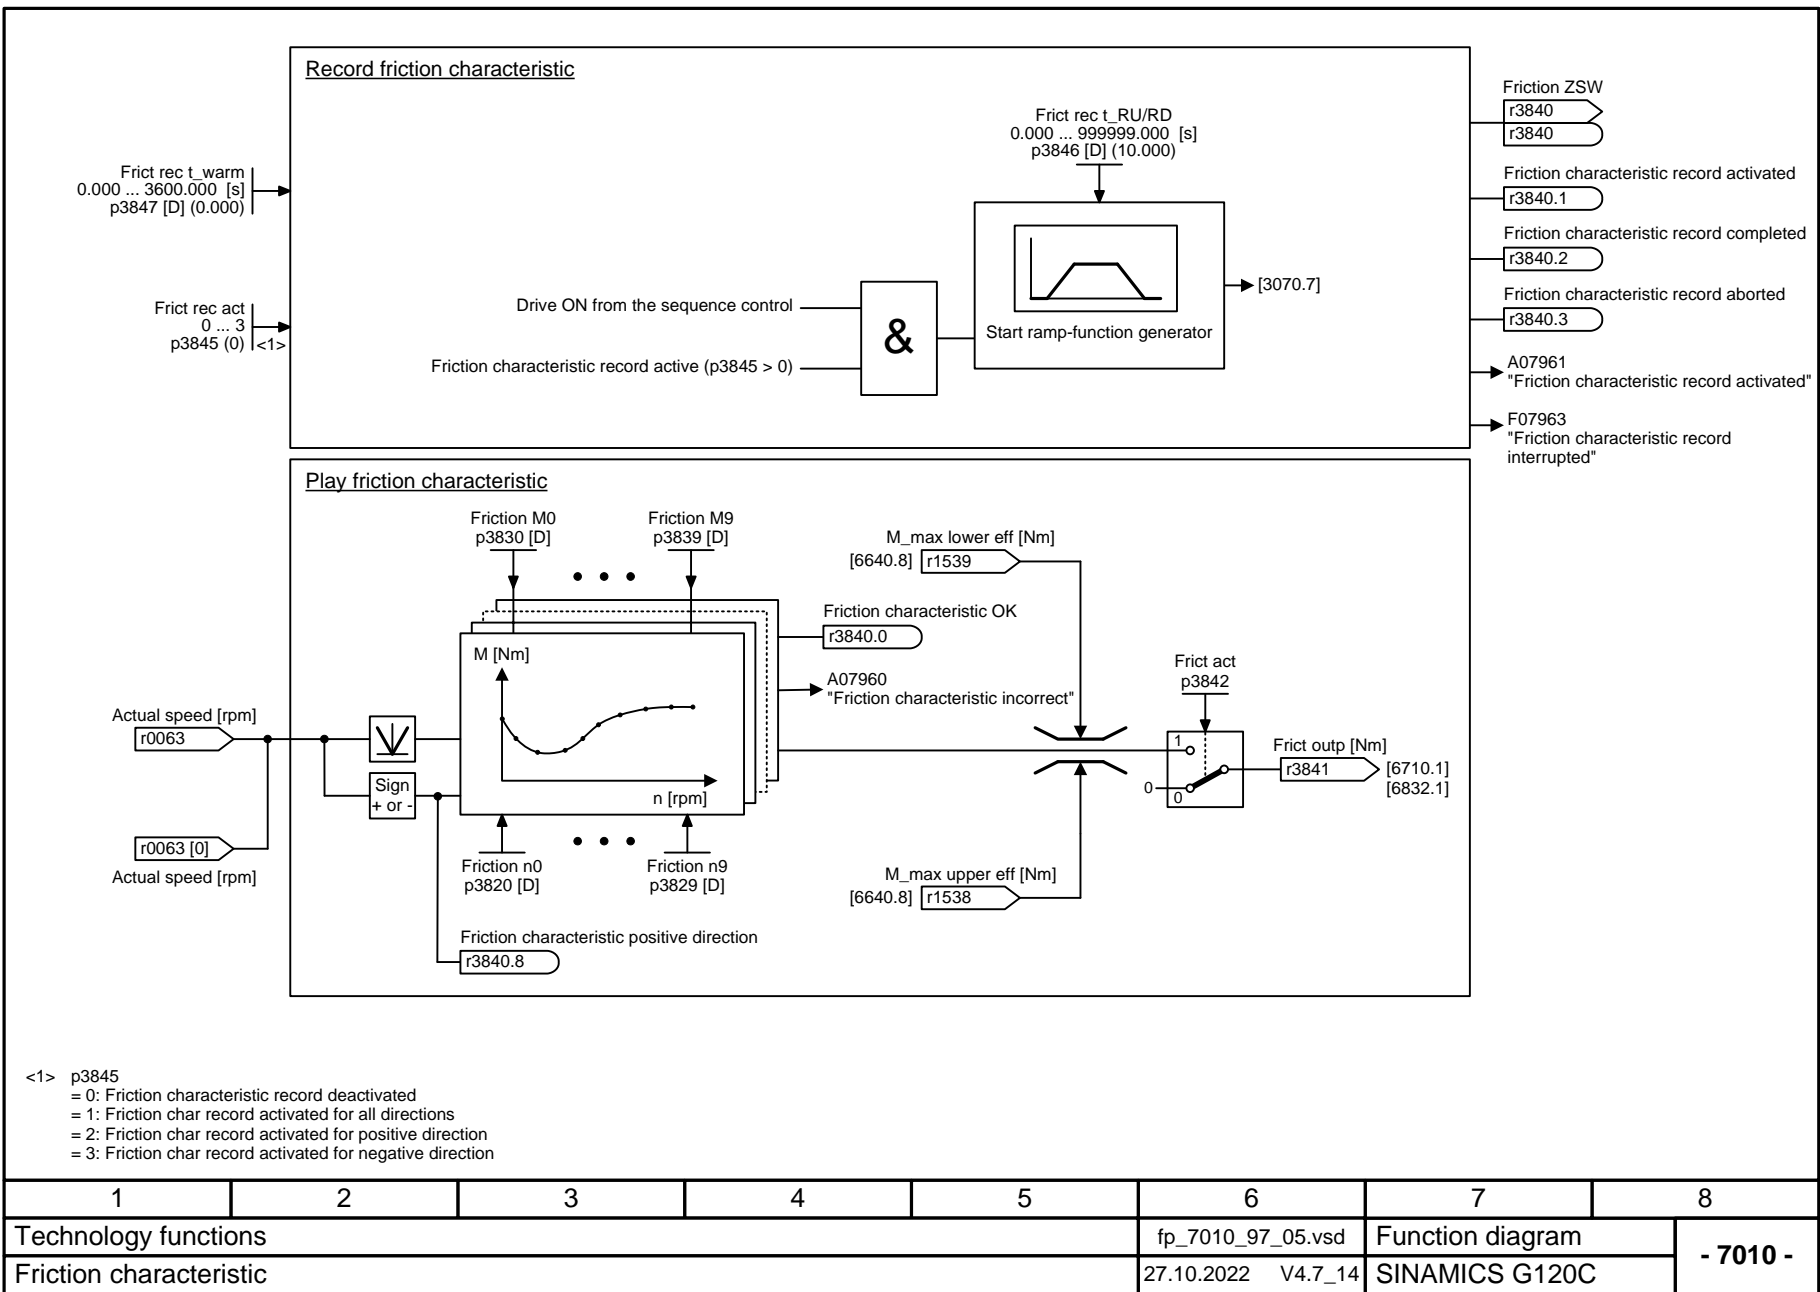 Record friction characteristic
Frict rec t_warm
0.000 ... 3600.000 [s]
p3847 [D] (0.000)
Frict rec act
0 ... 3
p3845 (0)
<1>
Frict rec t_RU/RD
0.000 ... 999999.000 [s]
p3846 [D] (10.000)
Drive ON from the sequence control
Friction characteristic record active (p3845 > 0)
&
Start ramp-function generator
[3070.7]
Friction ZSW
r3840
r3840
Friction characteristic record activated
r3840.1
Friction characteristic record completed
r3840.2
Friction characteristic record aborted
r3840.3
A07961
"Friction characteristic record activated"
F07963
"Friction characteristic record
interrupted"
Play friction characteristic
Friction M0
p3830 [D]
Friction M9
p3839 [D]
M_max lower eff [Nm]
[6640.8] r1539
Friction characteristic OK
r3840.0
A07960
"Friction characteristic incorrect"
M [Nm]
n [rpm]
Actual speed [rpm]
r0063
Sign
+ or -
r0063 [0]
Actual speed [rpm]
Friction n0
p3820 [D]
Friction n9
p3829 [D]
M_max upper eff [Nm]
[6640.8] r1538
Friction characteristic positive direction
r3840.8
Frict act
p3842
1
0
0
Frict outp [Nm]
r3841
[6710.1]
[6832.1]
<1> p3845
= 0: Friction characteristic record deactivated
= 1: Friction char record activated for all directions
= 2: Friction char record activated for positive direction
= 3: Friction char record activated for negative direction
1 2 3 4 5 6 7 8
Technology functions fp_7010_97_05.vsd Function diagram
- 7010 -
Friction characteristic 27.10.2022 V4.7_14 SINAMICS G120C